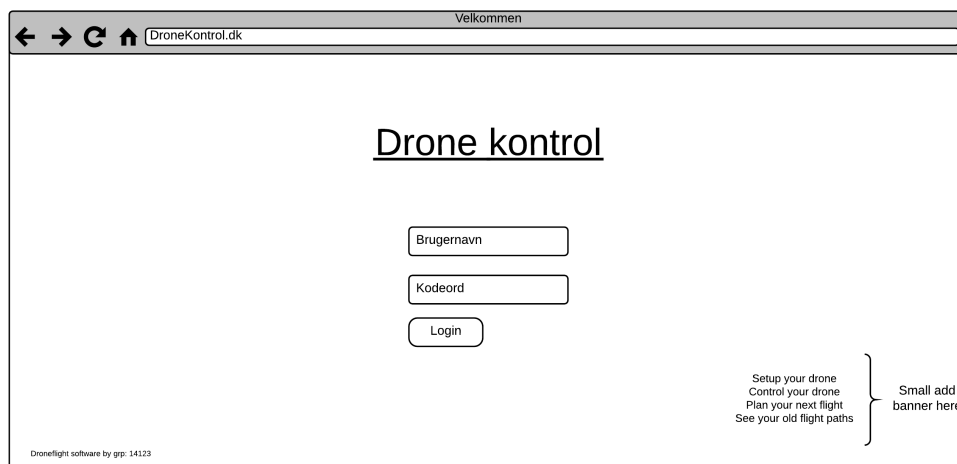 Velkommen
DroneKontrol.dk
Drone kontrol
Brugernavn
Kodeord
Login
Setup your drone
Control your drone
Plan your next flight
See your old flight paths
Small add
banner here
Droneflight software by grp: 14123